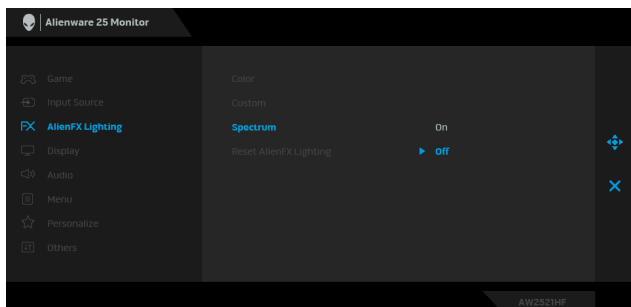 Alienware 25 Monitor
Game
Color
Input Source
Custom
FX AlienFX Lighting
Spectrum
On
Display
Reset AlienFX Lighting
Off
Audio
Menu
Personalize
Others
AW2521HF